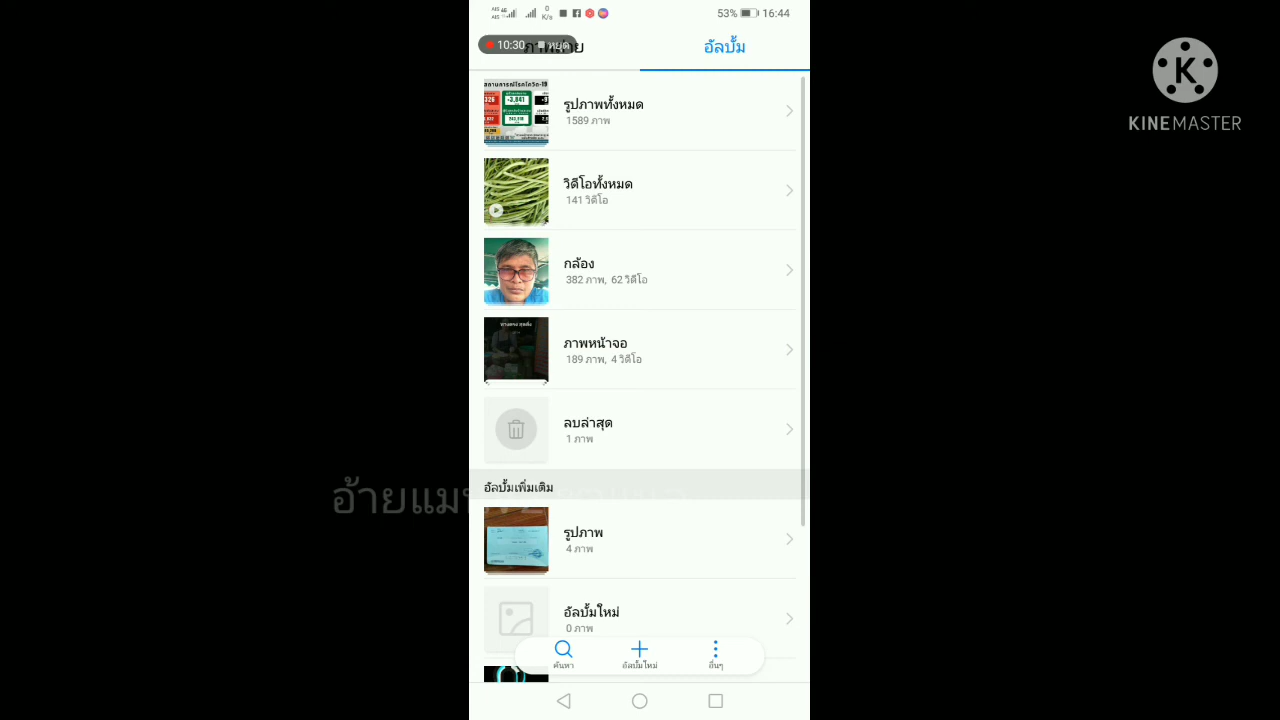 53% 16:44
0
K/s
10:30 หยุด
อัลบั้ม
KINEMASTER
รูปภาพทั้งหมด
1589 ภาพ
วิดีโอทั้งหมด
141 วิดีโอ
กล้อง
382 ภาพ, 62 วิดีโอ
ภาพหน้าจอ
189 ภาพ, 4 วิดีโอ
ลบล่าสุด
1 ภาพ
อัลบั้มเพิ่มเติม
รูปภาพ
4 ภาพ
อัลบั้มใหม่
0 ภาพ
ค้นหา อัลบั้มใหม่ อื่นๆ